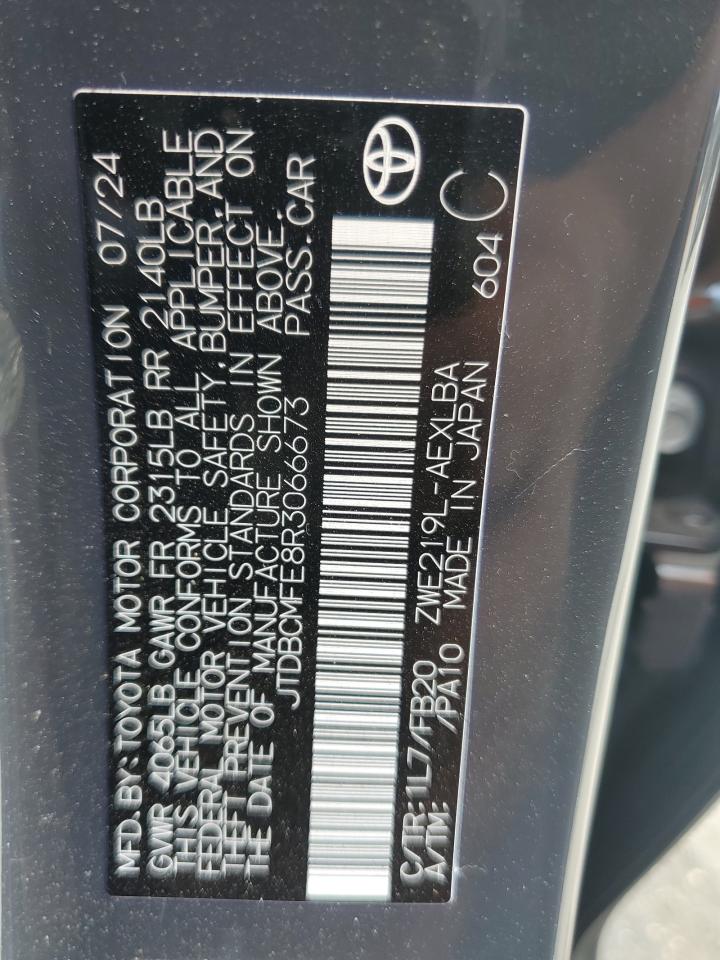 MFD.BY:TOYOTA MOTOR CORPORATION 07/24
GVWR 4065LB GAWR FR 2315LB RR 2140LB
THIS VEHICLE CONFORMS TO ALL APPLICABLE
FEDERAL MOTOR VEHICLE SAFETY,BUMPER,AND
THEFT PREVENTION STANDARDS IN EFFECT ON
THE DATE OF MANUFACTURE SHOWN ABOVE.
JTDBCMFE8R3066673 PASS.CAR
C/TR:1L7/FB20 ZWE219L-AEXLBA
A/TM: /PA10 MADE IN JAPAN 604 C